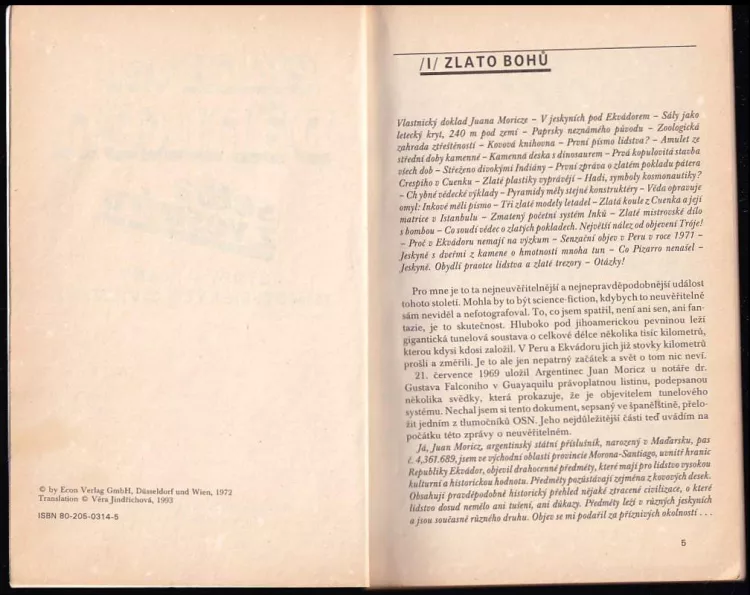 © by Econ Verlag GmbH, Düsseldorf und Wien, 1972
Translation © Věra Jindřichová, 1993
ISBN 80-205-0314-5
/I/ ZLATO BOHŮ
Vlastnický doklad Juana Moricze – V jeskyních pod Ekvádorem – Sály jako
letecký kryt, 240 m pod zemí – Paprsky neznámého původu – Zoologická
zahrada ztřeštěností – Kovová knihovna – První písmo lidstva? – Amulet ze
střední doby kamenné – Kamenná deska s dinosaurem – Prvá kopulovitá stavba
všech dob – Střeženo divokými Indiány – První zpráva o zlatém pokladu pátera
Crespiho v Cuenku – Zlaté plastiky vyprávějí – Hadi, symboly kosmonautiky?
– Chybné vědecké výklady – Pyramidy měly stejné konstruktéry – Věda opravuje
omyl: Inkové měli písmo – Tři zlaté modely letadel – Zlatá koule z Cuenka a její
matrice v Istanbulu – Zmatený početní systém Inků – Zlaté mistrovské dílo
s bombou – Co soudí vědec o zlatých pokladech. Největší nález od objevení Tróje!
– Proč v Ekvádoru nemají na výzkum – Senzační objev v Peru v roce 1971 –
Jeskyně s dveřmi z kamene o hmotností mnoha tun – Co Pizarro nenašel –
Jeskyně. Obydlí praotce lidstva a zlaté trezory – Otázky!
Pro mne je to ta nejneuvěřitelnější a nejnepravděpodobnější událost
tohoto století. Mohla by to být science-fiction, kdybych to neuvěřitelné
sám neviděl a nefotografoval. To, co jsem spatřil, není ani sen, ani fan-
tazie, je to skutečnost. Hluboko pod jihoamerickou pevninou leží
gigantická tunelová soustava o celkové délce několika tisíc kilometrů,
kterou kdysi kdosi založil. V Peru a Ekvádoru jich již stovky kilometrů
prošli a změřili. Je to ale jen nepatrný začátek a svět o tom nic neví.
21. července 1969 uložil Argentinec Juan Moricz u notáře dr.
Gustava Falconiho v Guayaquilu právoplatnou listinu, podepsanou
několika svědky, která prokazuje, že je objevitelem tunelového
systému. Nechal jsem si tento dokument, sepsaný ve španělštině, přelo-
žit jedním z tlumočníků OSN. Jeho nejdůležitější části teď uvádím na
počátku této zprávy o neuvěřitelném.
Já, Juan Moricz, argentinský státní příslušník, narozený v Maďarsku, pas
č. 4,361.689, jsem ve východní oblasti provincie Morona-Santiago, uvnitř hranic
Republiky Ekvádor, objevil drahocenné předměty, které mají pro lidstvo vysokou
kulturní a historickou hodnotu. Předměty pozůstávají zejména z kovových desek.
Obsahují pravděpodobně historický přehled nějaké ztracené civilizace, o které
lidstvo dosud nemělo ani tušení, ani důkazy. Předměty leží v různých jeskyních
a jsou současně různého druhu. Objev se mi podařil za příznivých okolností . . .
5